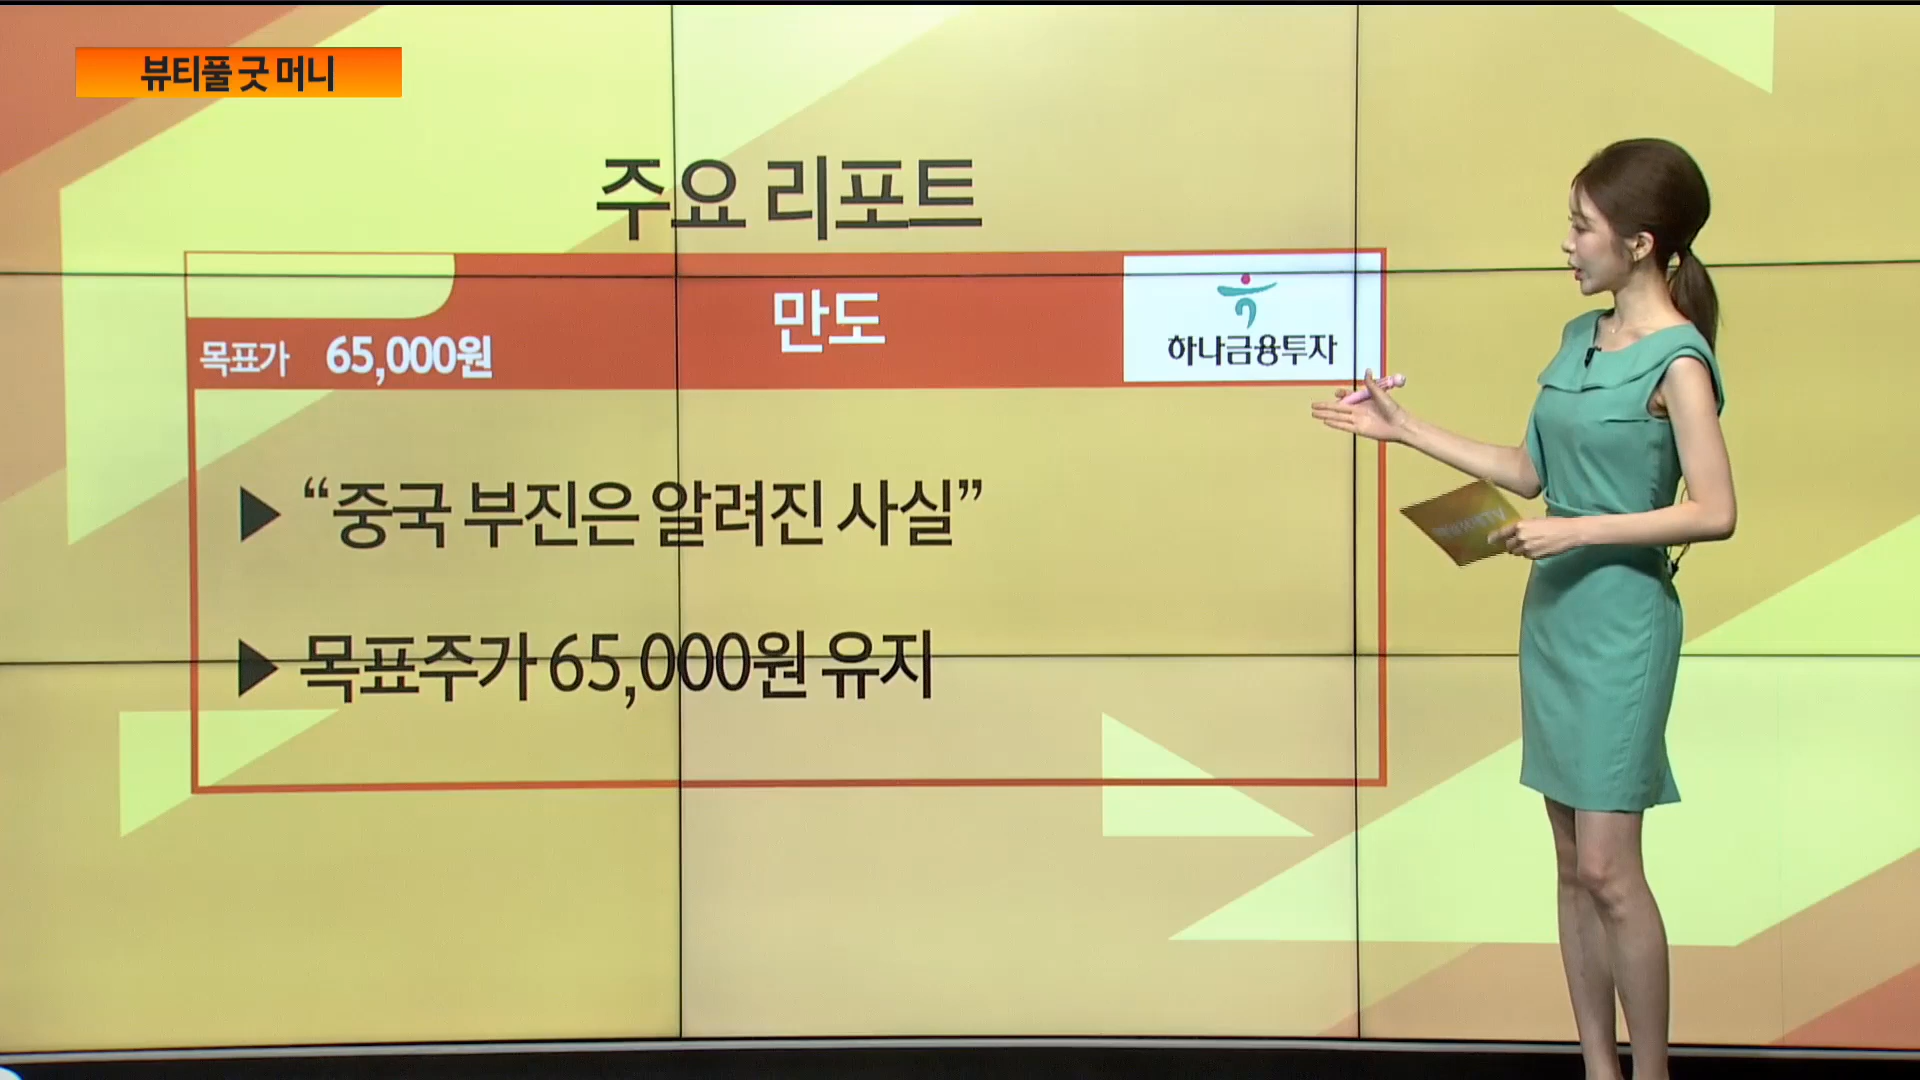 뷰티풀 굿 머니
주요 리포트
만도
하나금융투자
목표가 65,000원
▶ “중국 부진은 알려진 사실”
▶ 목표주가 65,000원 유지